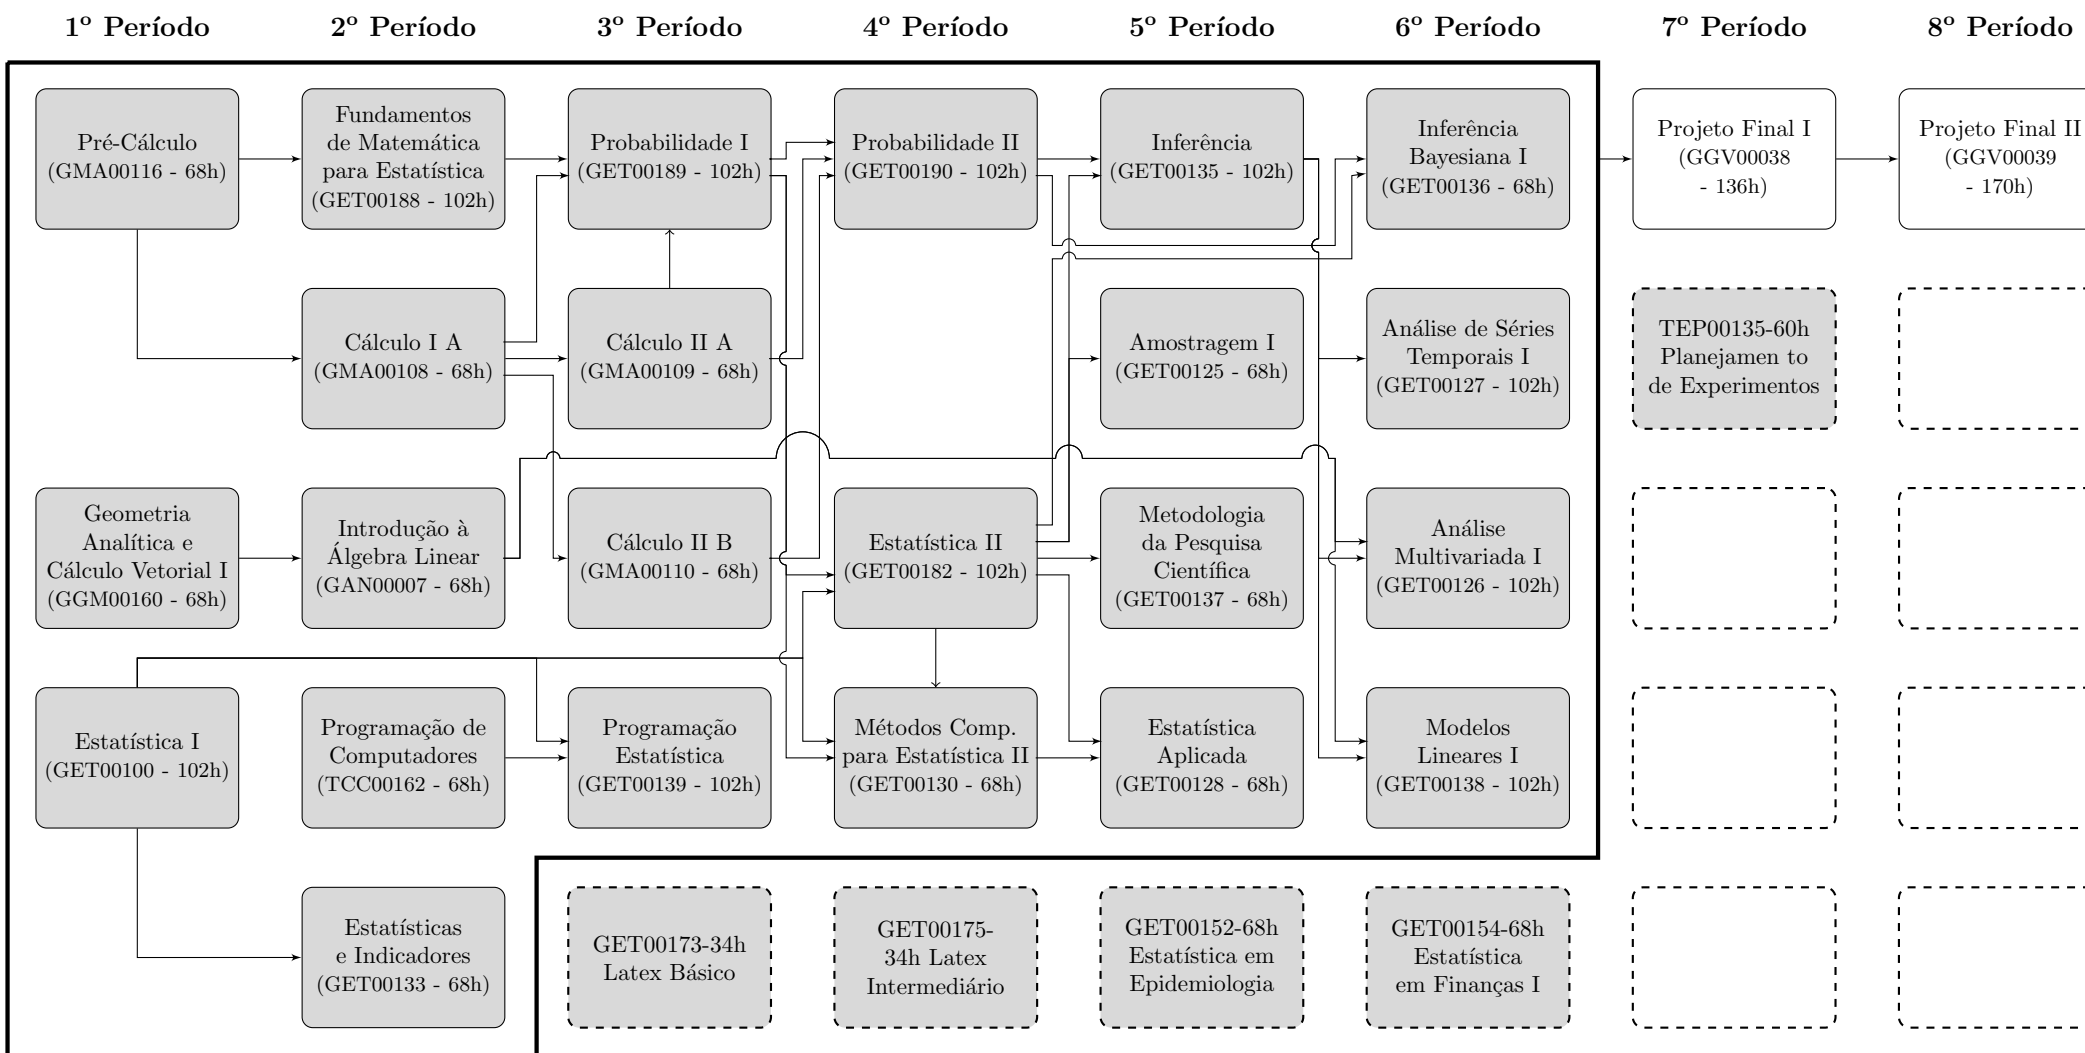 1º Período
2º Período
3º Período
4º Período
5º Período
6º Período
7º Período
8º Período
Pré-Cálculo
(GMA00116 - 68h)
Fundamentos
de Matemática
para Estatística
(GET00188 - 102h)
Probabilidade I
(GET00189 - 102h)
Probabilidade II
(GET00190 - 102h)
Inferência
(GET00135 - 102h)
Inferência
Bayesiana I
(GET00136 - 68h)
Projeto Final I
(GGV00038
- 136h)
Projeto Final II
(GGV00039
- 170h)
Cálculo I A
(GMA00108 - 68h)
Cálculo II A
(GMA00109 - 68h)
Amostragem I
(GET00125 - 68h)
Análise de Séries
Temporais I
(GET00127 - 102h)
TEP00135-60h
Planejamen to
de Experimentos
Geometria
Analítica e
Cálculo Vetorial I
(GGM00160 - 68h)
Introdução à
Álgebra Linear
(GAN00007 - 68h)
Cálculo II B
(GMA00110 - 68h)
Estatística II
(GET00182 - 102h)
Metodologia
da Pesquisa
Científica
(GET00137 - 68h)
Análise
Multivariada I
(GET00126 - 102h)
Estatística I
(GET00100 - 102h)
Programação de
Computadores
(TCC00162 - 68h)
Programação
Estatística
(GET00139 - 102h)
Métodos Comp.
para Estatística II
(GET00130 - 68h)
Estatística
Aplicada
(GET00128 - 68h)
Modelos
Lineares I
(GET00138 - 102h)
Estatísticas
e Indicadores
(GET00133 - 68h)
GET00173-34h
Latex Básico
GET00175-
34h Latex
Intermediário
GET00152-68h
Estatística em
Epidemiologia
GET00154-68h
Estatística
em Finanças I